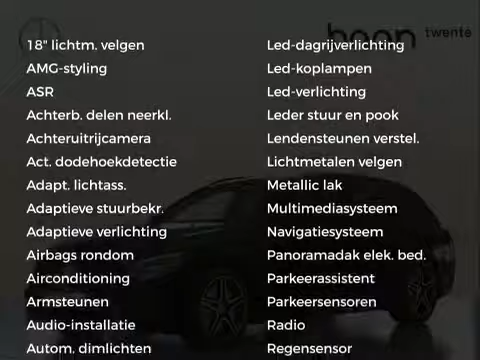 boon twente
18" lichtm. velgen
AMG-styling
ASR
Achterb. delen neerkl.
Achteruitrijcamera
Act. dodehoekdetectie
Adapt. lichtass.
Adaptieve stuurbekr.
Adaptieve verlichting
Airbags rondom
Airconditioning
Armsteunen
Audio-installatie
Autom. dimlichten
Led-dagrijverlichting
Led-koplampen
Led-verlichting
Leder stuur en pook
Lendensteunen verstel.
Lichtmetalen velgen
Metallic lak
Multimediasysteem
Navigatiesysteem
Panoramadak elek. bed.
Parkeerassistent
Parkeersensoren
Radio
Regensensor